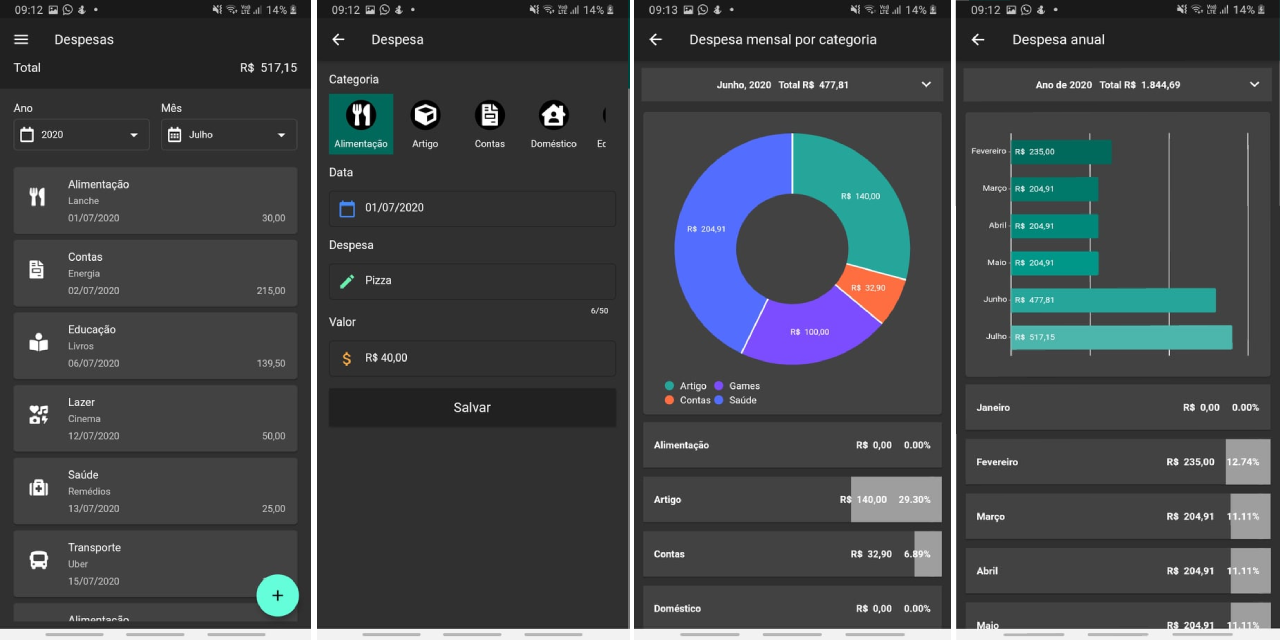 09:12 14%
Despesas
Total R$ 517,15
Ano Mês
2020 Julho
Alimentação
Lanche
01/07/2020 30,00
Contas
Energia
02/07/2020 215,00
Educação
Livros
06/07/2020 139,50
Lazer
Cinema
12/07/2020 50,00
Saúde
Remédios
13/07/2020 25,00
Transporte
Uber
15/07/2020
+
Alimentação
09:12 14%
Despesa
Categoria
Alimentação Artigo Contas Doméstico
Data
01/07/2020
Despesa
Pizza
6/50
Valor
R$ 40,00
Salvar
09:13 14%
Despesa mensal por categoria
Junho, 2020 Total R$ 477,81
R$ 140,00
R$ 204,91
R$ 32,90
R$ 100,00
Artigo Games
Contas Saúde
Alimentação R$ 0,00 0.00%
Artigo R$ 140,00 29.30%
Contas R$ 32,90 6.89%
Doméstico R$ 0,00 0.00%
09:12 14%
Despesa anual
Ano de 2020 Total R$ 1.844,69
Fevereiro R$ 235,00
Março R$ 204,91
Abril R$ 204,91
Maio R$ 204,91
Junho R$ 477,81
Julho R$ 517,15
Janeiro R$ 0,00 0.00%
Fevereiro R$ 235,00 12.74%
Março R$ 204,91 11.11%
Abril R$ 204,91 11.11%
Maio R$ 204,91 11.11%